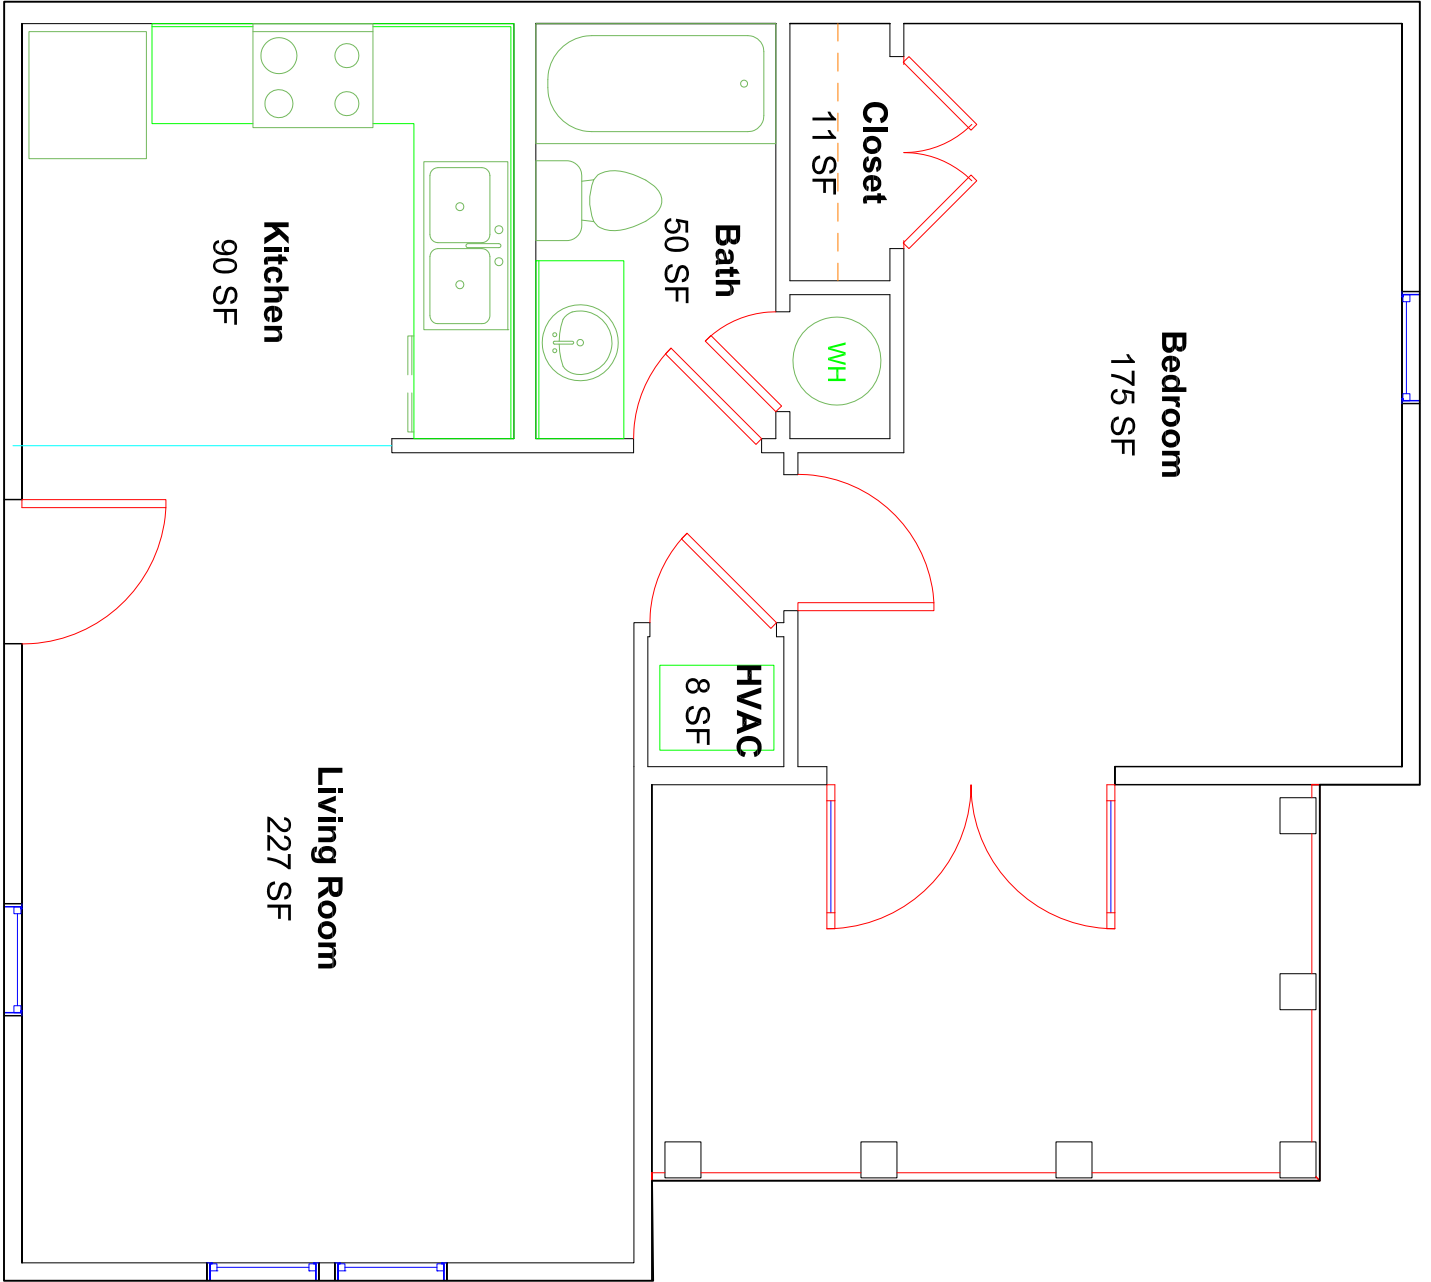 Closet
11 SF
Kitchen
90 SF
Bath
50 SF
WH
Bedroom
175 SF
HVAC
8 SF
Living Room
227 SF